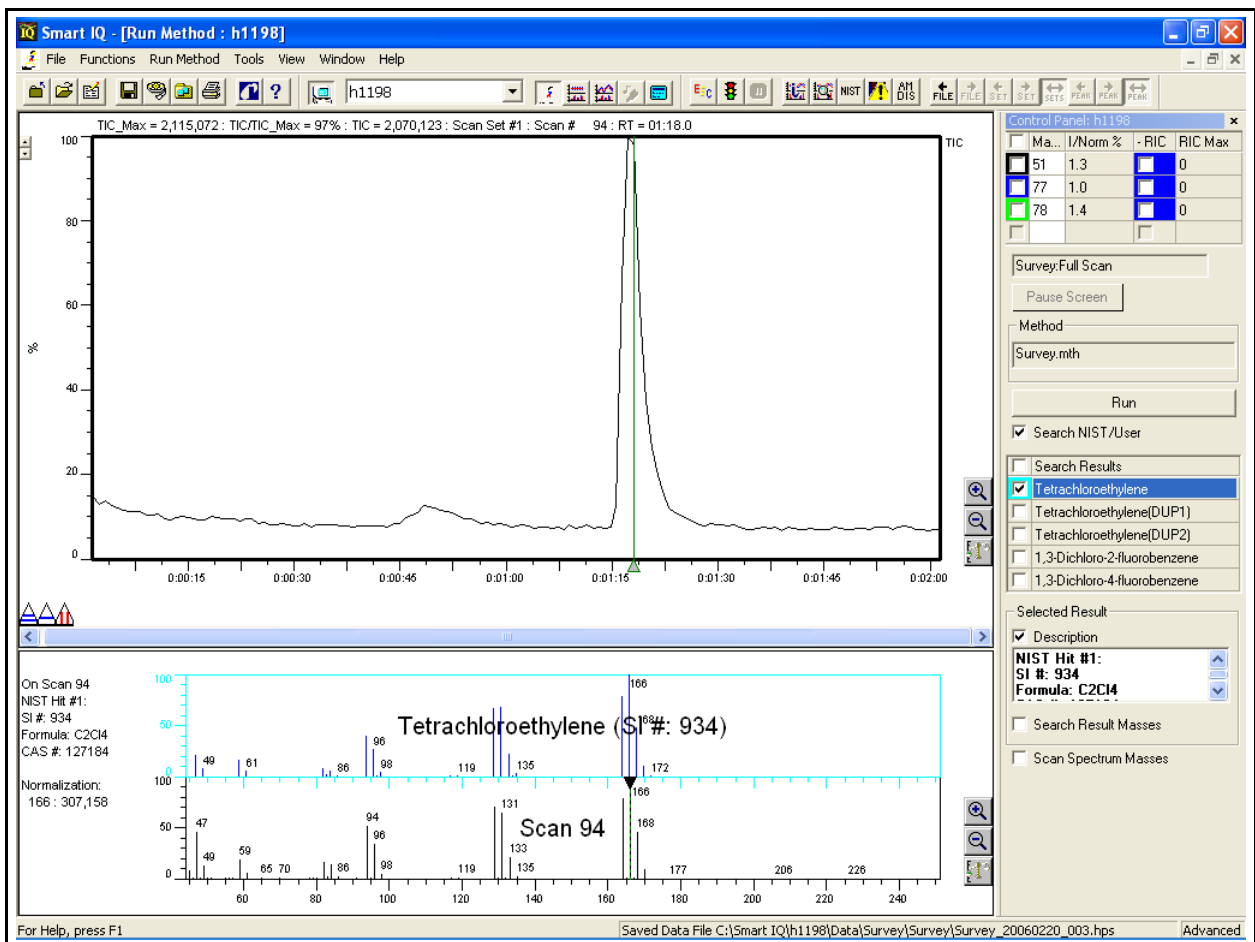 Smart IQ - [Run Method : h1198]
File Functions Run Method Tools View Window Help
h1198
NIST
AM DIS
FILE FILE SET SET SETS PEAK PEAK PEAK
TIC_Max = 2,115,072 : TIC/TIC_Max = 97% : TIC = 2,070,123 : Scan Set #1 : Scan # 94 : RT = 01:18.0
100
TIC
80
60
%
40
20
0
0:00:15 0:00:30 0:00:45 0:01:00 0:01:15 0:01:30 0:01:45 0:02:00
On Scan 94
NIST Hit #1:
SI #: 934
Formula: C2Cl4
CAS #: 127184
Normalization:
166 : 307,158
100
50
0
Tetrachloroethylene (SI #: 934)
49 61 86 96 98 119 135 166 168 172
100
50
0
Scan 94
47 49 59 65 70 86 94 96 98 119 131 133 135 166 168 177 206 226
60 80 100 120 140 160 180 200 220 240
Control Panel: h1198
Ma... I/Norm % - RIC RIC Max
51 1.3 0
77 1.0 0
78 1.4 0
Survey:Full Scan
Pause Screen
Method
Survey.mth
Run
Search NIST/User
Search Results
Tetrachloroethylene
Tetrachloroethylene(DUP1)
Tetrachloroethylene(DUP2)
1,3-Dichloro-2-fluorobenzene
1,3-Dichloro-4-fluorobenzene
Selected Result
Description
NIST Hit #1:
SI #: 934
Formula: C2Cl4
Search Result Masses
Scan Spectrum Masses
For Help, press F1
Saved Data File C:\Smart IQ\h1198\Data\Survey\Survey\Survey_20060220_003.hps
Advanced